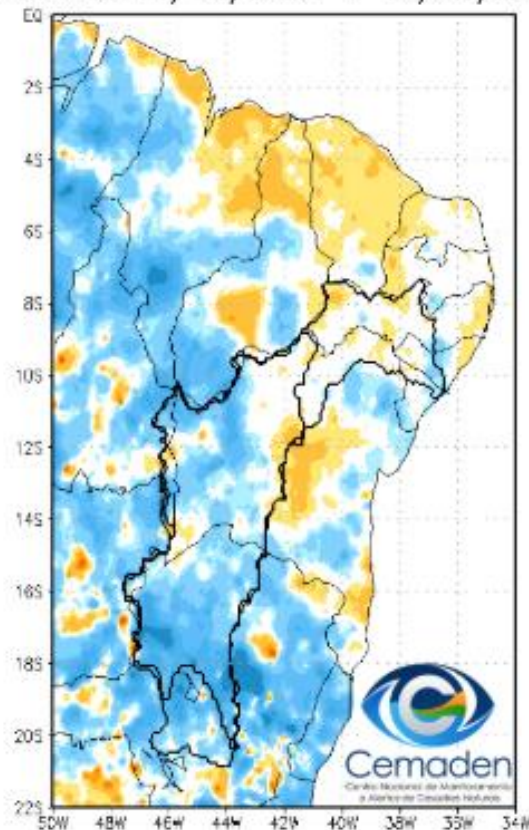 EQ
2S
4S
6S
8S
10S
12S
14S
16S
18S
20S
22S
50W 48W 46W 44W 42W 40W 38W 36W 34W
Cemaden
Centro Nacional de Monitoramento
e Alertas de Desastres Naturais